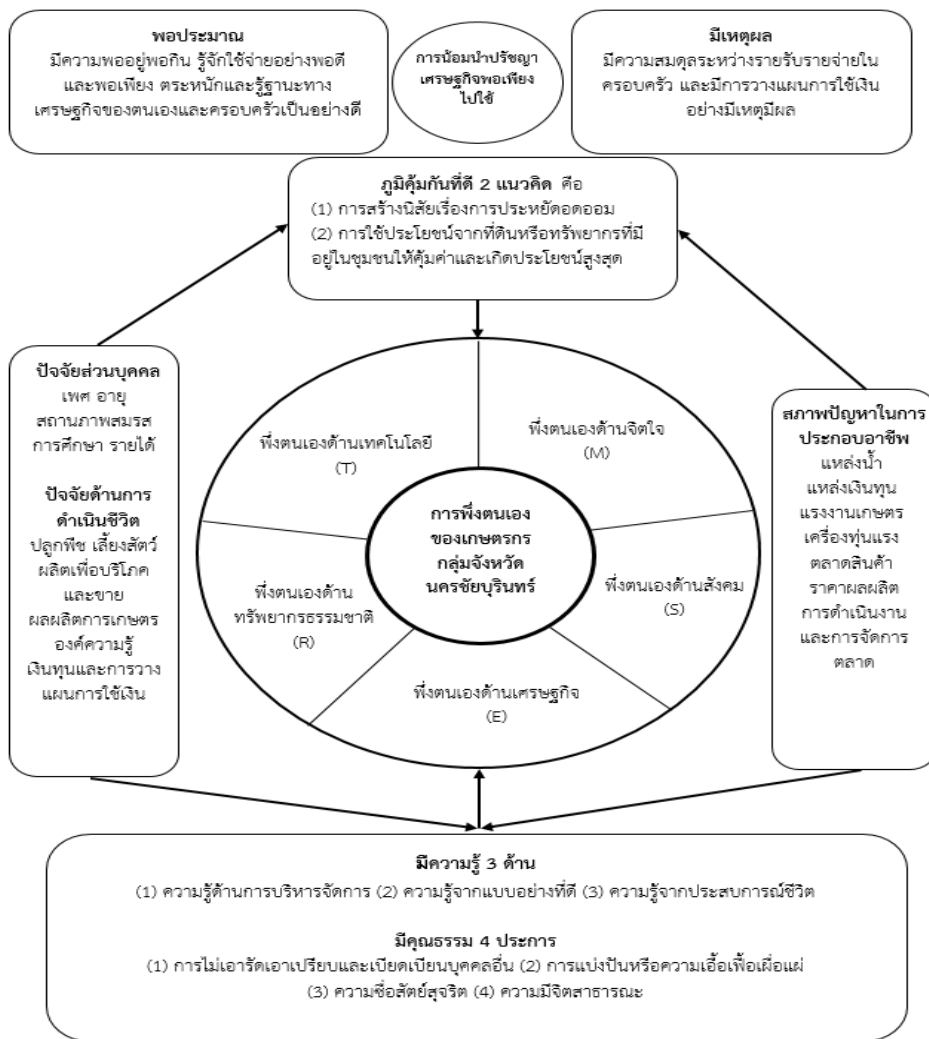 พอประมาณ
มีความพออยู่พอกิน รู้จักใช้จ่ายอย่างพอดี
และพอเพียง ตระหนักและรู้ฐานะทาง
เศรษฐกิจของตนเองและครอบครัวเป็นอย่างดี
การน้อมนำปรัชญา
เศรษฐกิจพอเพียง
ไปใช้
มีเหตุผล
มีความสมดุลระหว่างรายรับรายจ่ายใน
ครอบครัว และมีการวางแผนการใช้เงิน
อย่างมีเหตุมีผล
ภูมิคุ้มกันที่ดี 2 แนวคิด คือ
(1) การสร้างนิสัยเรื่องการประหยัดอดออม
(2) การใช้ประโยชน์จากที่ดินหรือทรัพยากรที่มี
อยู่ในชุมชนให้คุ้มค่าและเกิดประโยชน์สูงสุด
ปัจจัยส่วนบุคคล
เพศ อายุ
สถานภาพสมรส
การศึกษา รายได้
ปัจจัยด้านการ
ดำเนินชีวิต
ปลูกพืช เลี้ยงสัตว์
ผลิตเพื่อบริโภค
และขาย
ผลผลิตการเกษตร
องค์ความรู้
เงินทุนและการวาง
แผนการใช้เงิน
พึ่งตนเองด้านเทคโนโลยี
(T)
พึ่งตนเองด้านจิตใจ
(M)
การพึ่งตนเอง
ของเกษตรกร
กลุ่มจังหวัด
นครชัยบุรินทร์
พึ่งตนเองด้าน
ทรัพยากรธรรมชาติ
(R)
พึ่งตนเองด้านสังคม
(S)
พึ่งตนเองด้านเศรษฐกิจ
(E)
สภาพปัญหาในการ
ประกอบอาชีพ
แหล่งน้ำ
แหล่งเงินทุน
แรงงานเกษตร
เครื่องทุ่นแรง
ตลาดสินค้า
ราคาผลผลิต
การดำเนินงาน
และการจัดการ
ตลาด
มีความรู้ 3 ด้าน
(1) ความรู้ด้านการบริหารจัดการ (2) ความรู้จากแบบอย่างที่ดี (3) ความรู้จากประสบการณ์ชีวิต
มีคุณธรรม 4 ประการ
(1) การไม่เอารัดเอาเปรียบและเบียดเบียนบุคคลอื่น (2) การแบ่งปันหรือความเอื้อเฟื้อเผื่อแผ่
(3) ความซื่อสัตย์สุจริต (4) ความมีจิตสาธารณะ